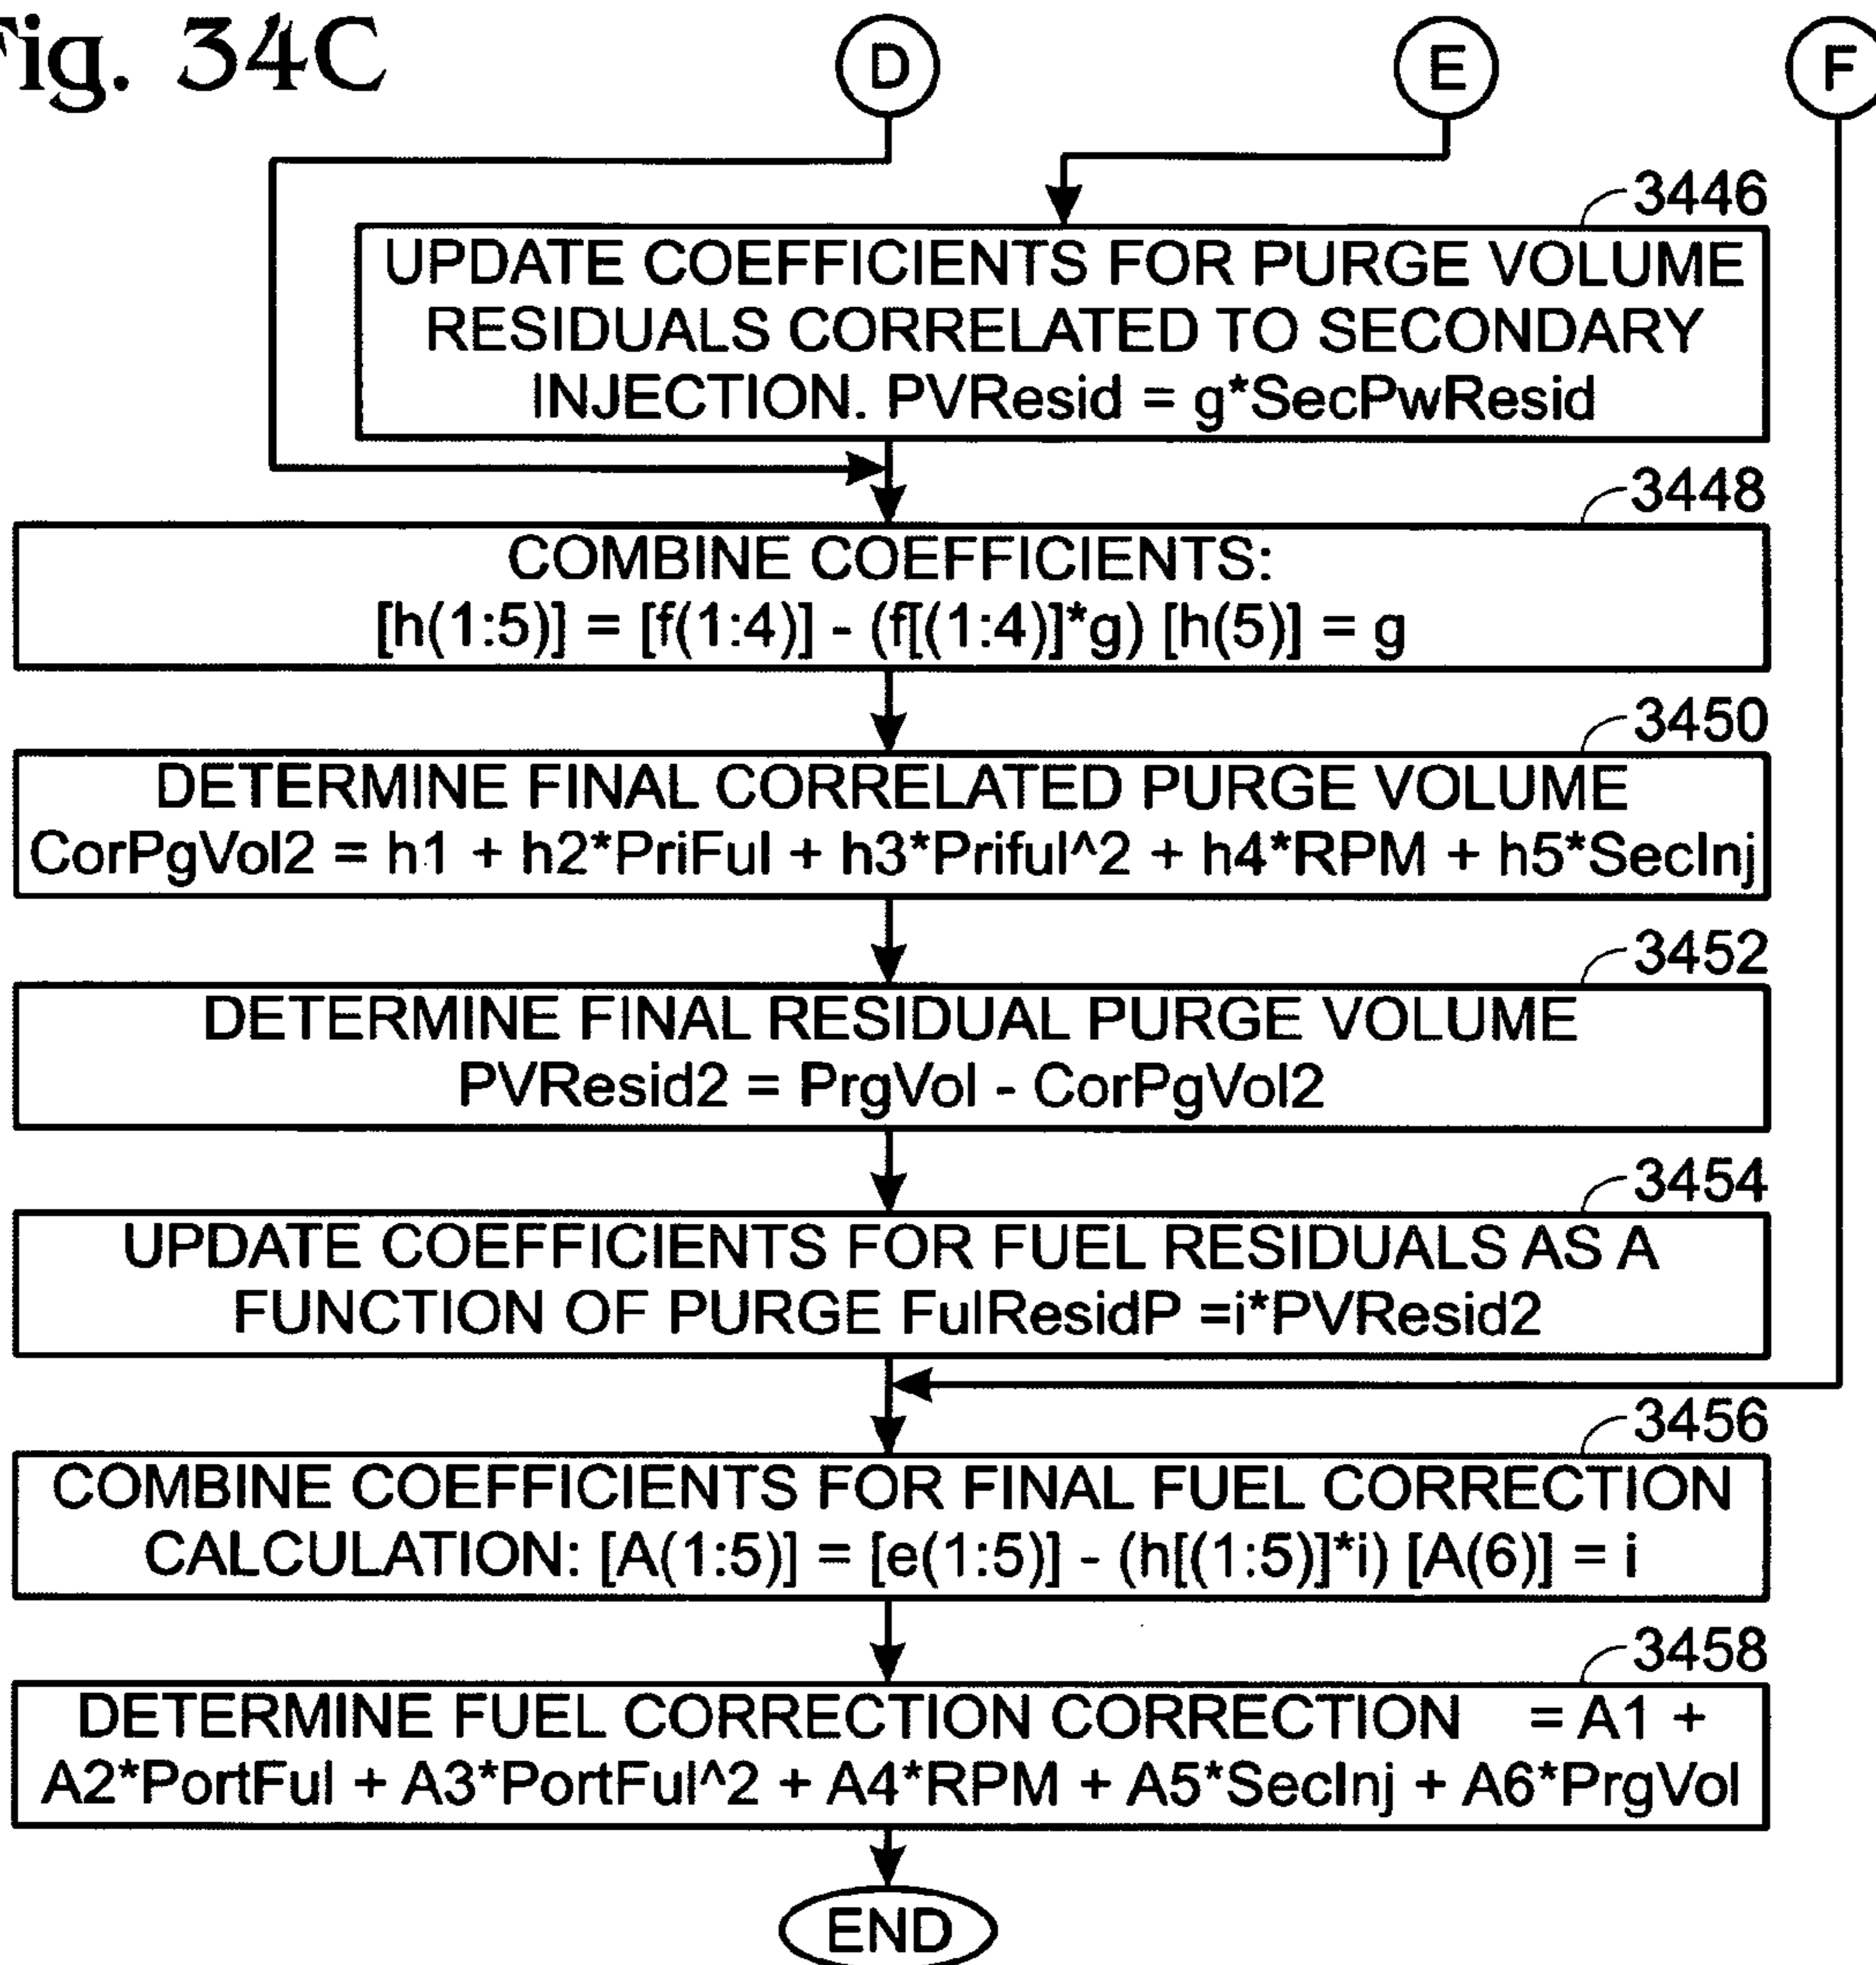 Fig. 34C
D
E
F
3446
UPDATE COEFFICIENTS FOR PURGE VOLUME
RESIDUALS CORRELATED TO SECONDARY
INJECTION. PVResid = g*SecPwResid
3448
COMBINE COEFFICIENTS:
[h(1:5)] = [f(1:4)] - (f[(1:4)]*g) [h(5)] = g
3450
DETERMINE FINAL CORRELATED PURGE VOLUME
CorPgVol2 = h1 + h2*PriFul + h3*Priful^2 + h4*RPM + h5*SecInj
3452
DETERMINE FINAL RESIDUAL PURGE VOLUME
PVResid2 = PrgVol - CorPgVol2
3454
UPDATE COEFFICIENTS FOR FUEL RESIDUALS AS A
FUNCTION OF PURGE FulResidP =i*PVResid2
3456
COMBINE COEFFICIENTS FOR FINAL FUEL CORRECTION
CALCULATION: [A(1:5)] = [e(1:5)] - (h[(1:5)]*i) [A(6)] = i
3458
DETERMINE FUEL CORRECTION CORRECTION = A1 +
A2*PortFul + A3*PortFul^2 + A4*RPM + A5*SecInj + A6*PrgVol
END